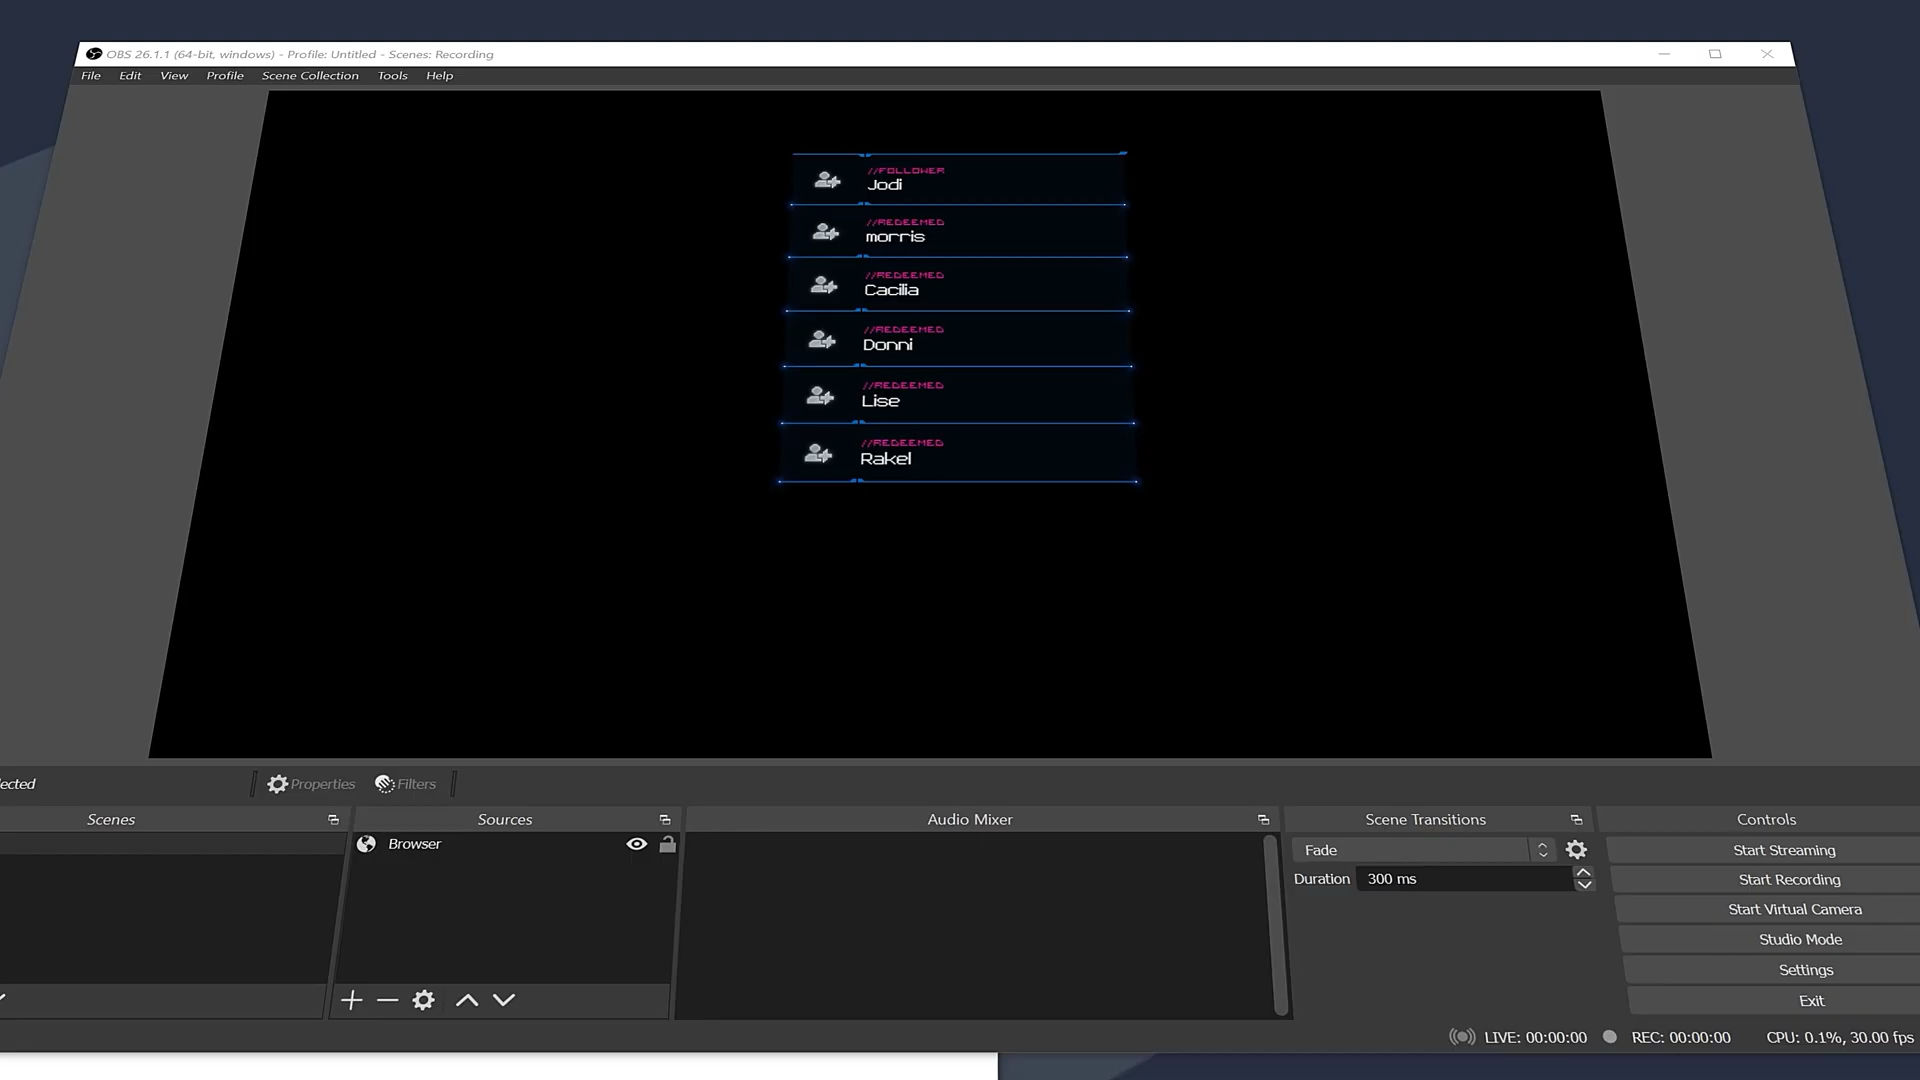 OBS 26.1.1 (64-bit, windows) - Profile: Untitled - Scenes: Recording
File Edit View Profile Scene Collection Tools Help
//FOLLOWER
Jodi
//REDEEMED
morris
//REDEEMED
Cacilia
//REDEEMED
Donni
//REDEEMED
Lise
//REDEEMED
Rakel
ected Properties Filters
Scenes Sources Audio Mixer Scene Transitions Controls
Browser
Fade
Duration 300 ms
Start Streaming
Start Recording
Start Virtual Camera
Studio Mode
Settings
Exit
LIVE: 00:00:00 REC: 00:00:00 CPU: 0.1%, 30.00 fps